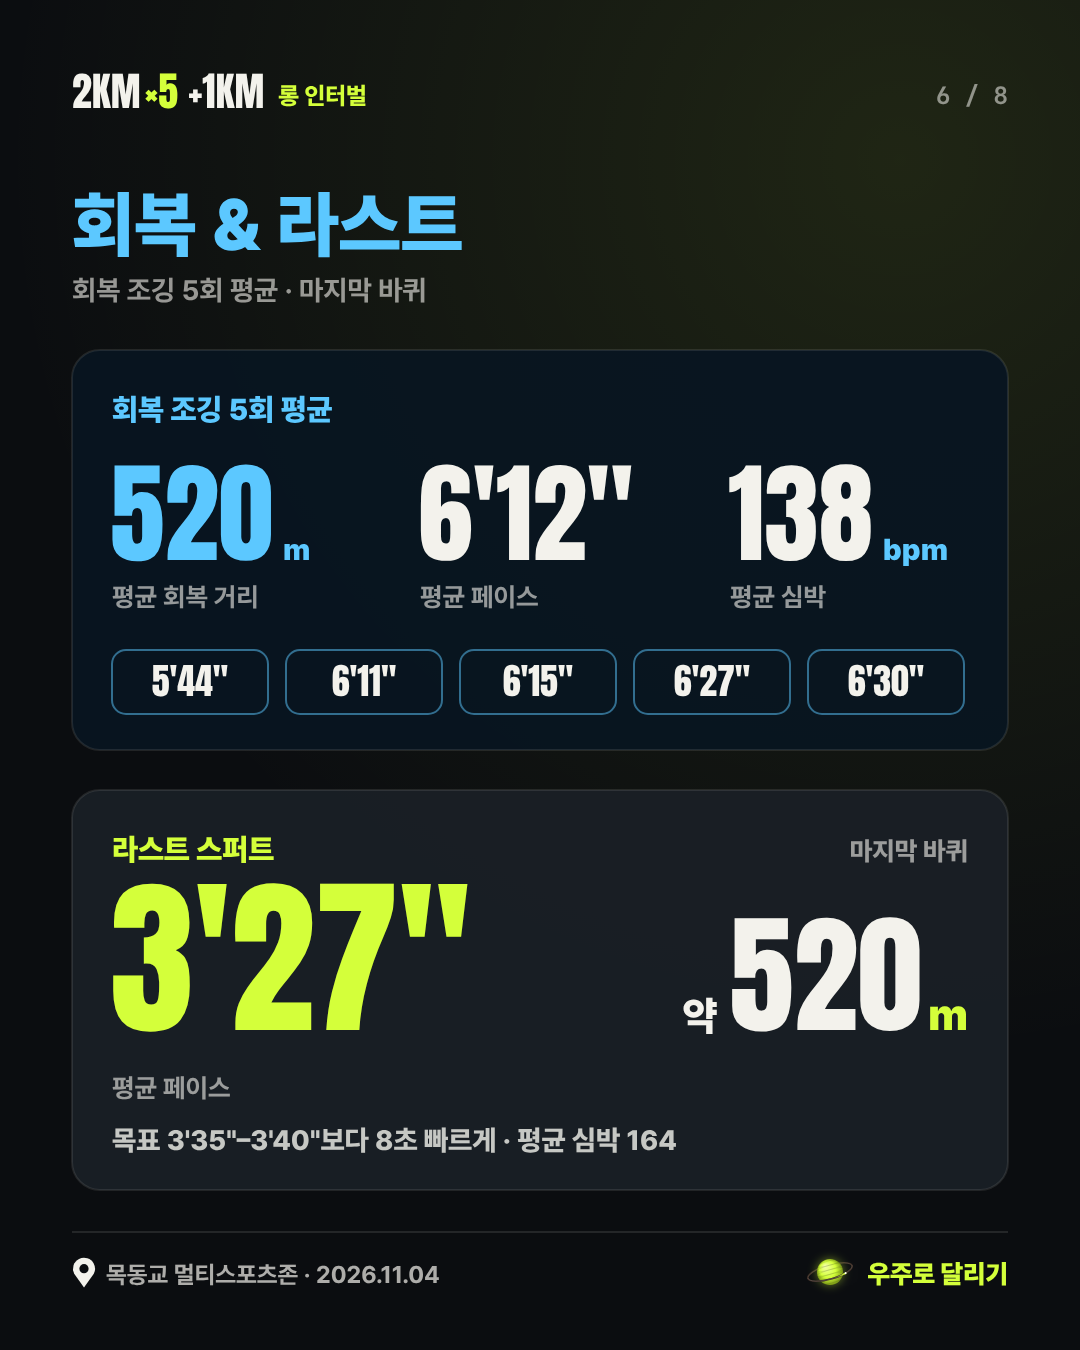 2KM×5 +1KM 롱 인터벌
6 / 8
회복 & 라스트
회복 조깅 5회 평균 · 마지막 바퀴
회복 조깅 5회 평균
520 m
평균 회복 거리
6'12"
평균 페이스
138 bpm
평균 심박
5'44"
6'11"
6'15"
6'27"
6'30"
라스트 스퍼트
마지막 바퀴
3'27"
약 520 m
평균 페이스
목표 3'35"–3'40"보다 8초 빠르게 · 평균 심박 164
목동교 멀티스포츠존 · 2026.11.04
우주로 달리기